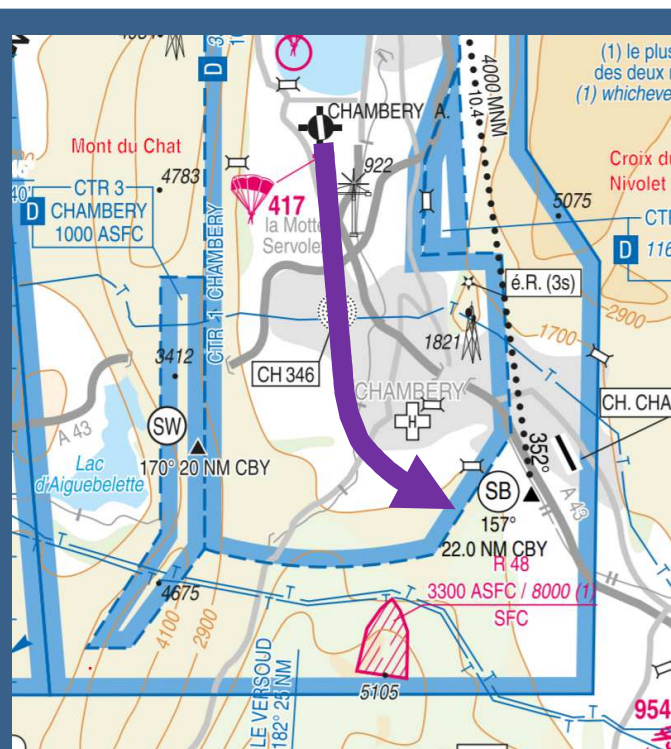 (1) le plus
des deux
(1) whicheve
4000 MNM
10.4
D
CHAMBERY A.
Mont du Chat
4783
922
Croix du
Nivolet
5075
40'
CTR 3
CHAMBERY
1000 ASFC
D
417
la Motte
Servolex
CTR 1 CHAMBERY
D
116
é.R. (3s)
2900
1700
1821
3412
CH 346
CHAMBERY
CH. CHA
SW
A 43
170° 20 NM CBY
Lac
d'Aiguebelette
352°
SB
A 43
157°
22.0 NM CBY
R 48
3300 ASFC / 8000 (1)
SFC
4675
4100
2900
5105
LE VERSOUD
182° 25 NM
954